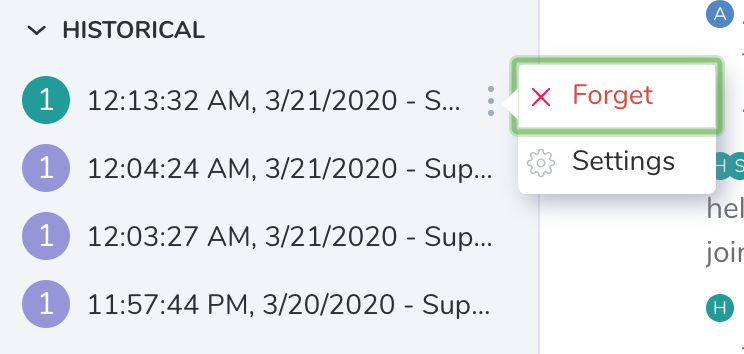 HISTORICAL
1 12:13:32 AM, 3/21/2020 - S...
1 12:04:24 AM, 3/21/2020 - Sup...
1 12:03:27 AM, 3/21/2020 - Sup...
1 11:57:44 PM, 3/20/2020 - Sup...
Forget
Settings
A
H S
hel
joir
H